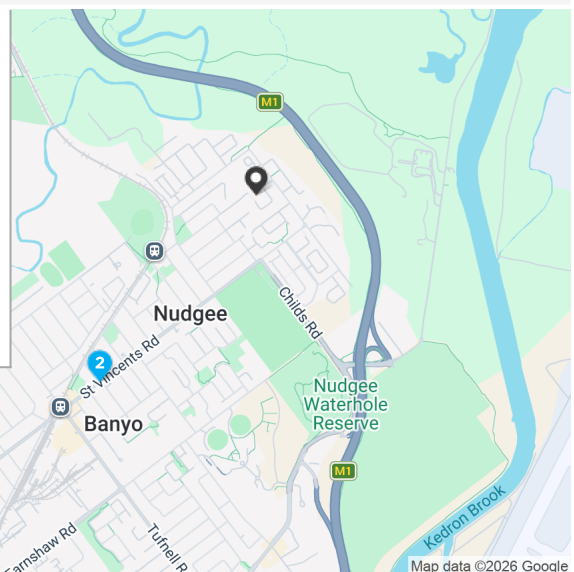 M1
Nudgee
Childs Rd
St Vincents Rd
2
Nudgee
Waterhole
Reserve
Banyo
M1
Kedron Brook
Earnshaw Rd
Tufnell R
Map data ©2026 Google